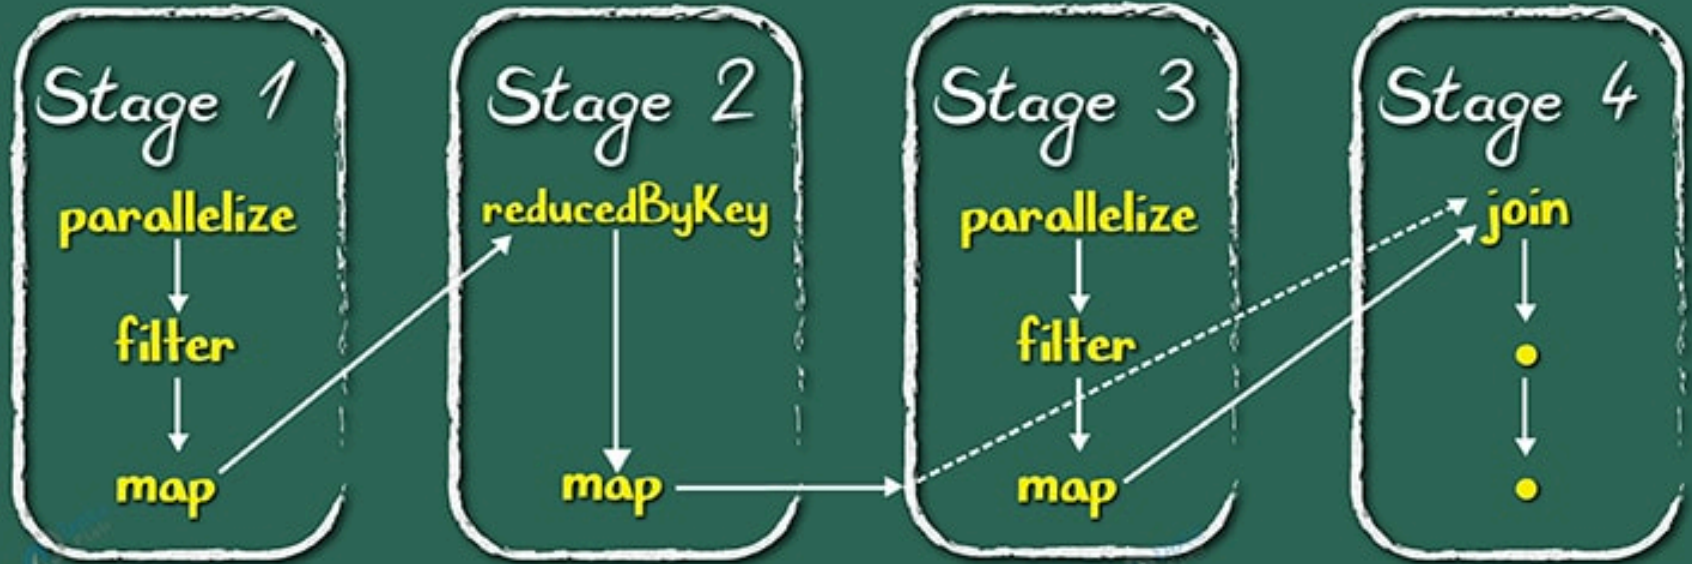 Stage 1
parallelize
filter
map
Stage 2
reducedByKey
map
Stage 3
parallelize
filter
map
Stage 4
join